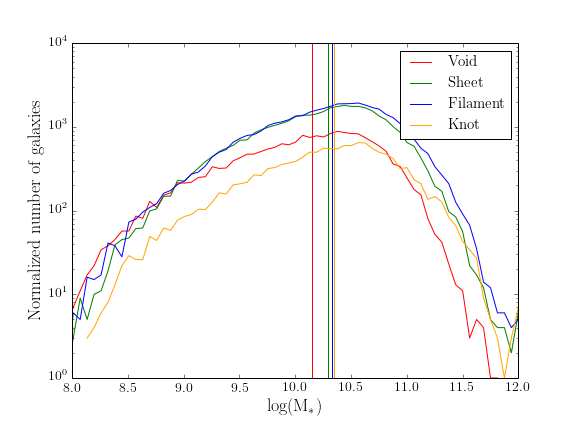 10^4
10^3
10^2
10^1
10^0
Normalized number of galaxies
Void
Sheet
Filament
Knot
8.0 8.5 9.0 9.5 10.0 10.5 11.0 11.5 12.0
log(M_*)